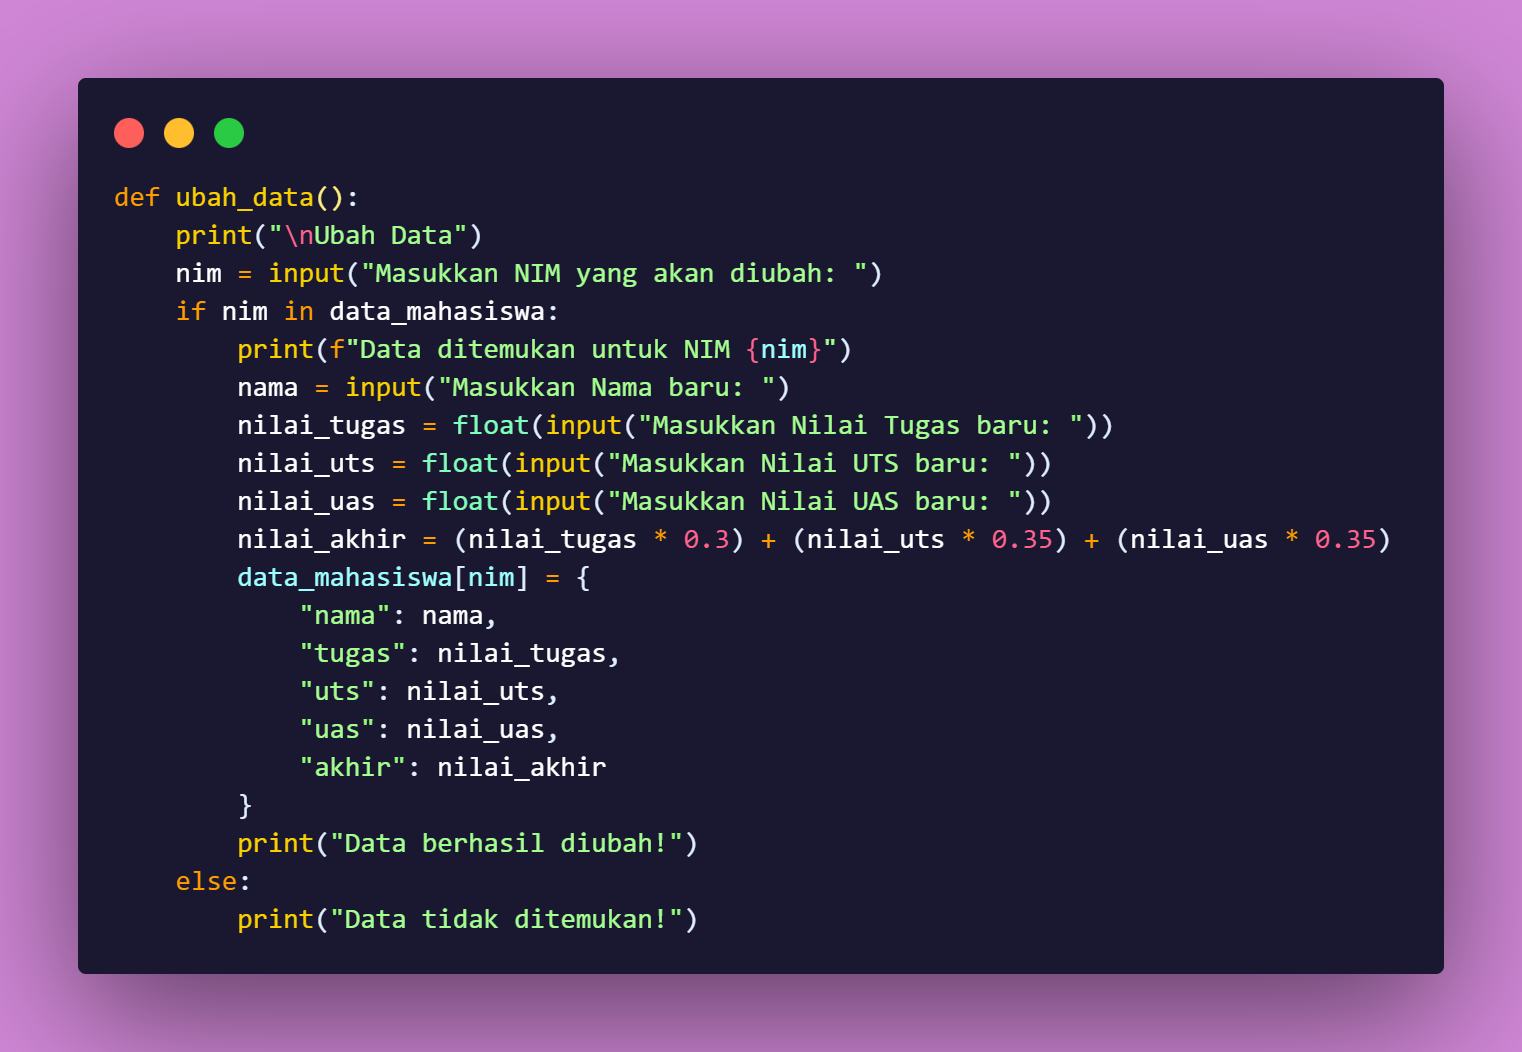 def ubah_data():
    print("\nUbah Data")
    nim = input("Masukkan NIM yang akan diubah: ")
    if nim in data_mahasiswa:
        print(f"Data ditemukan untuk NIM {nim}")
        nama = input("Masukkan Nama baru: ")
        nilai_tugas = float(input("Masukkan Nilai Tugas baru: "))
        nilai_uts = float(input("Masukkan Nilai UTS baru: "))
        nilai_uas = float(input("Masukkan Nilai UAS baru: "))
        nilai_akhir = (nilai_tugas * 0.3) + (nilai_uts * 0.35) + (nilai_uas * 0.35)
        data_mahasiswa[nim] = {
            "nama": nama,
            "tugas": nilai_tugas,
            "uts": nilai_uts,
            "uas": nilai_uas,
            "akhir": nilai_akhir
        }
        print("Data berhasil diubah!")
    else:
        print("Data tidak ditemukan!")